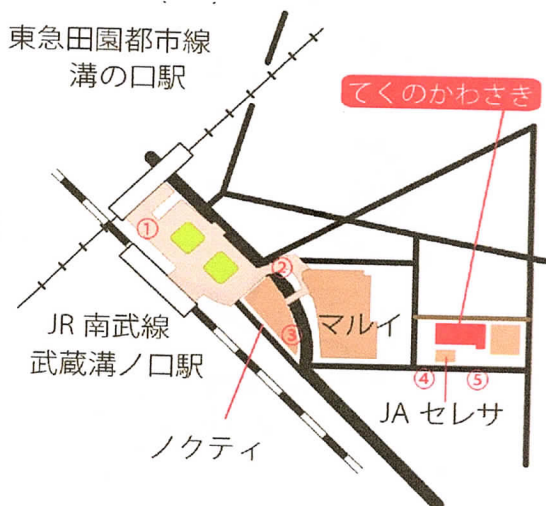 東急田園都市線
溝の口駅
てくのかわさき
①
②
マルイ
③
JR 南武線
武蔵溝ノ口駅
④
⑤
JA セレサ
ノクティ